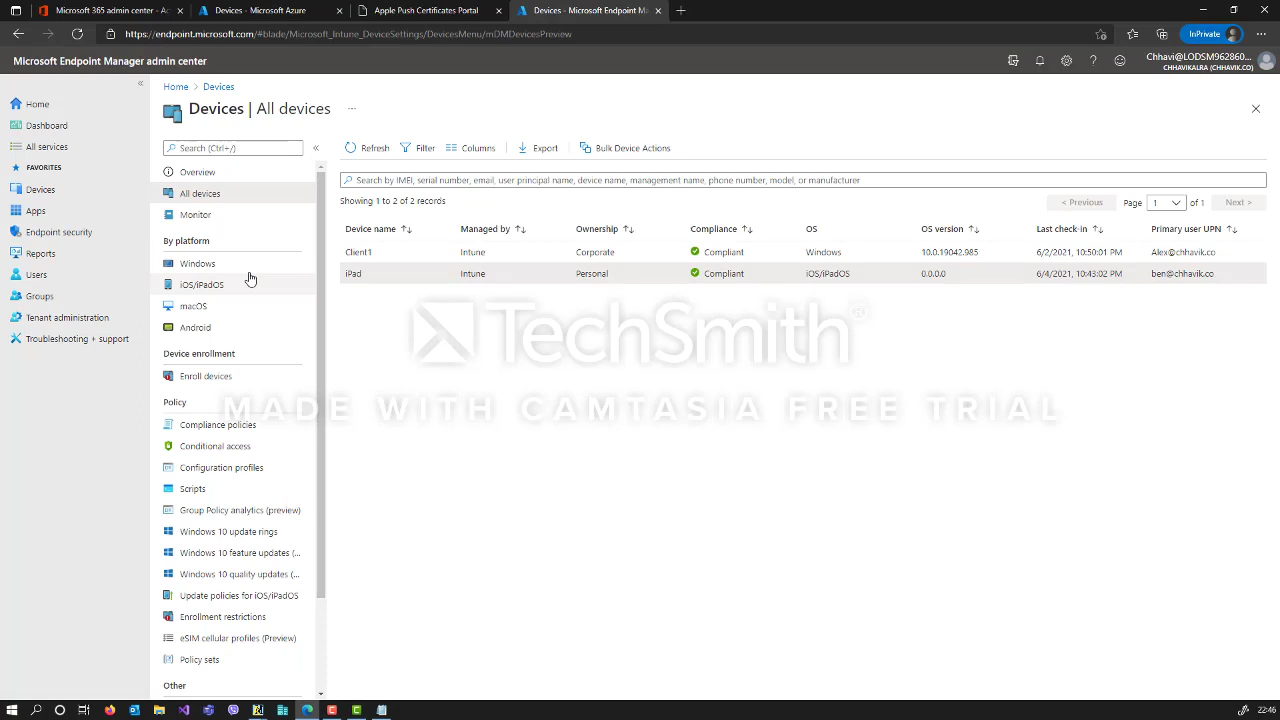 Microsoft 365 admin center - Ac
Devices - Microsoft Azure
Apple Push Certificates Portal
Devices - Microsoft Endpoint Ma
https://endpoint.microsoft.com/#blade/Microsoft_Intune_DeviceSettings/DevicesMenu/mDMDevicesPreview
InPrivate
Microsoft Endpoint Manager admin center
Chhavi@LODSM962860...
CHHAVIKALRA (CHHAVIK.CO)
Home
Dashboard
All services
FAVORITES
Devices
Apps
Endpoint security
Reports
Users
Groups
Tenant administration
Troubleshooting + support
Home > Devices
Devices | All devices ...
Search (Ctrl+/)
Overview
All devices
Monitor
By platform
Windows
iOS/iPadOS
macOS
Android
Device enrollment
Enroll devices
Policy
Compliance policies
Conditional access
Configuration profiles
Scripts
Group Policy analytics (preview)
Windows 10 update rings
Windows 10 feature updates (...
Windows 10 quality updates (...
Update policies for iOS/iPadOS
Enrollment restrictions
eSIM cellular profiles (Preview)
Policy sets
Other
Refresh Filter Columns Export Bulk Device Actions
Search by IMEI, serial number, email, user principal name, device name, management name, phone number, model, or manufacturer
Showing 1 to 2 of 2 records
< Previous Page 1 of 1 Next >
Device name Managed by Ownership Compliance OS OS version Last check-in Primary user UPN
Client1 Intune Corporate Compliant Windows 10.0.19042.985 6/2/2021, 10:50:01 PM Alex@chhavik.co
iPad Intune Personal Compliant iOS/iPadOS 0.0.0.0 6/4/2021, 10:43:02 PM ben@chhavik.co
TechSmith
MADE WITH CAMTASIA FREE TRIAL
22:46